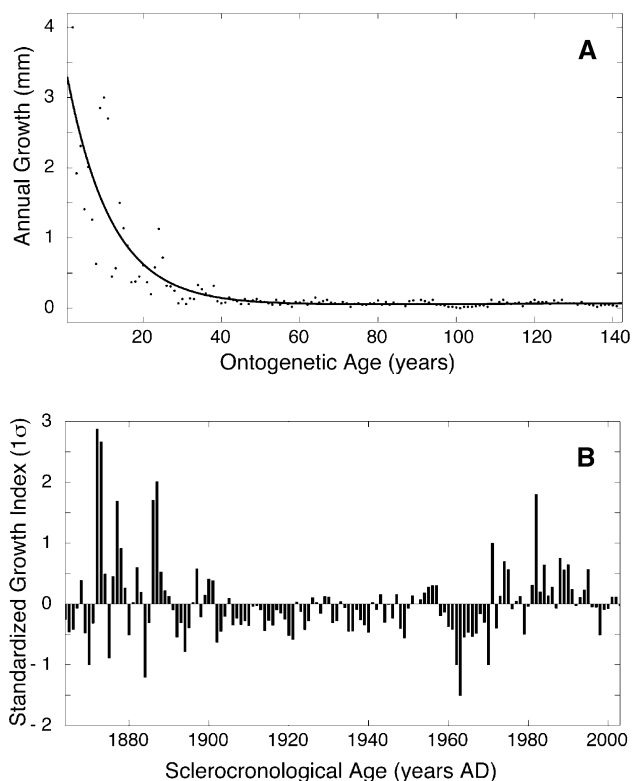 A
Annual Growth (mm)
4
3
2
1
0
20 40 60 80 100 120 140
Ontogenetic Age (years)
B
Standardized Growth Index (1σ)
3
2
1
0
- 1
- 2
1880 1900 1920 1940 1960 1980 2000
Sclerocronological Age (years AD)